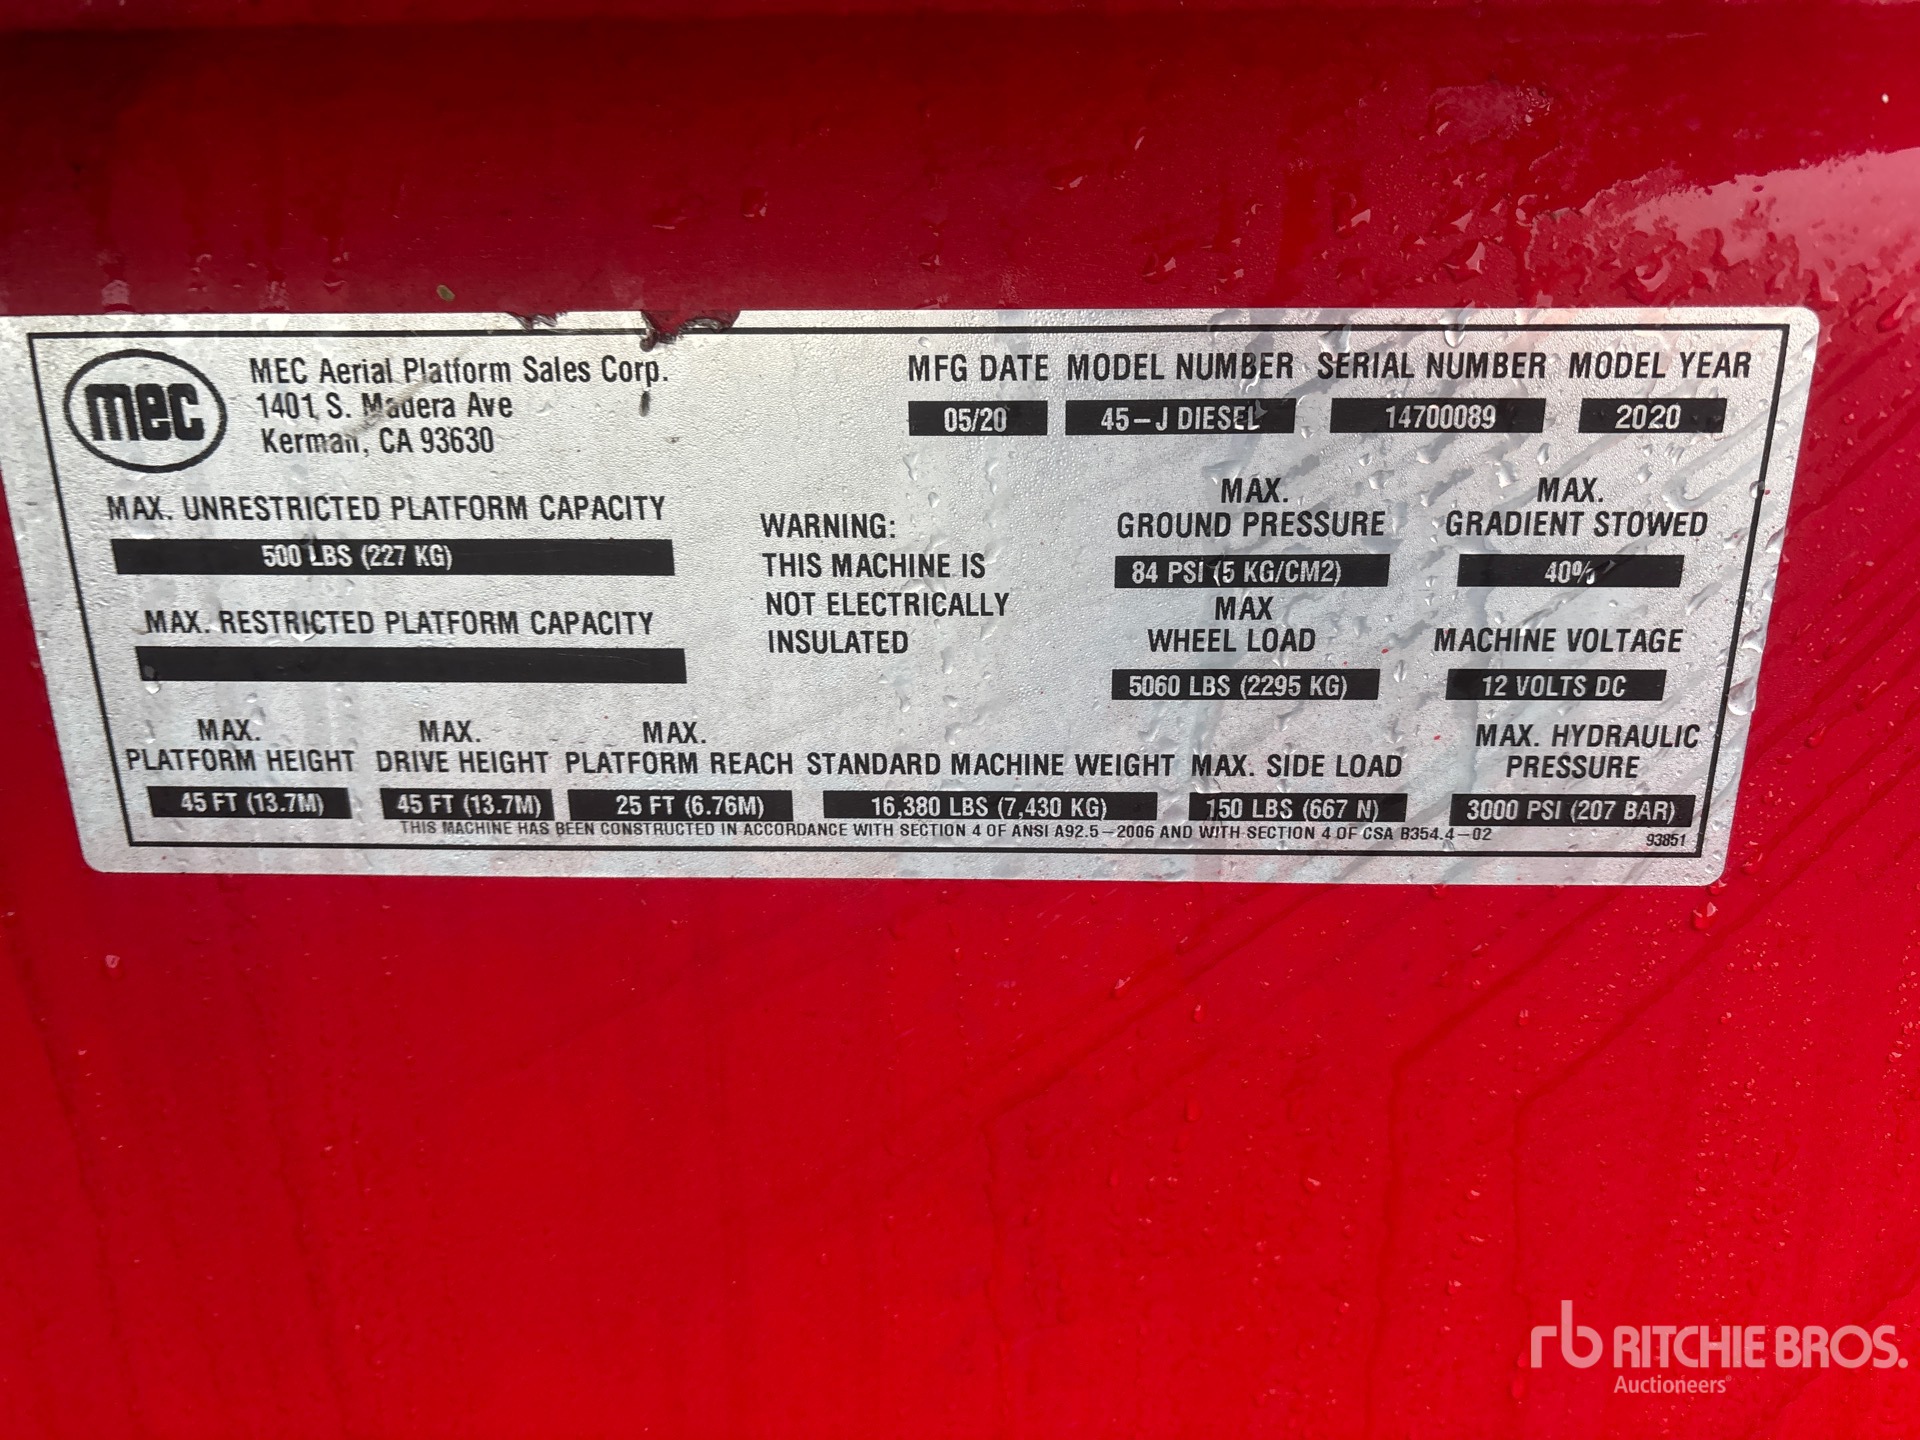 mec
MEC Aerial Platform Sales Corp.
1401 S. Madera Ave
Kerman, CA 93630
MFG DATE MODEL NUMBER SERIAL NUMBER MODEL YEAR
05/20 45-J DIESEL 14700089 2020
MAX. UNRESTRICTED PLATFORM CAPACITY
500 LBS (227 KG)
MAX. RESTRICTED PLATFORM CAPACITY
WARNING:
THIS MACHINE IS
NOT ELECTRICALLY
INSULATED
MAX.
GROUND PRESSURE
84 PSI (5 KG/CM2)
MAX
WHEEL LOAD
5060 LBS (2295 KG)
MAX.
GRADIENT STOWED
40%
MACHINE VOLTAGE
12 VOLTS DC
MAX.
PLATFORM HEIGHT
45 FT (13.7M)
MAX.
DRIVE HEIGHT
45 FT (13.7M)
MAX.
PLATFORM REACH
25 FT (6.76M)
STANDARD MACHINE WEIGHT
16,380 LBS (7,430 KG)
MAX. SIDE LOAD
150 LBS (667 N)
MAX. HYDRAULIC
PRESSURE
3000 PSI (207 BAR)
THIS MACHINE HAS BEEN CONSTRUCTED IN ACCORDANCE WITH SECTION 4 OF ANSI A92.5-2006 AND WITH SECTION 4 OF CSA B354.4-02
93851
rb RITCHIE BROS.
Auctioneers